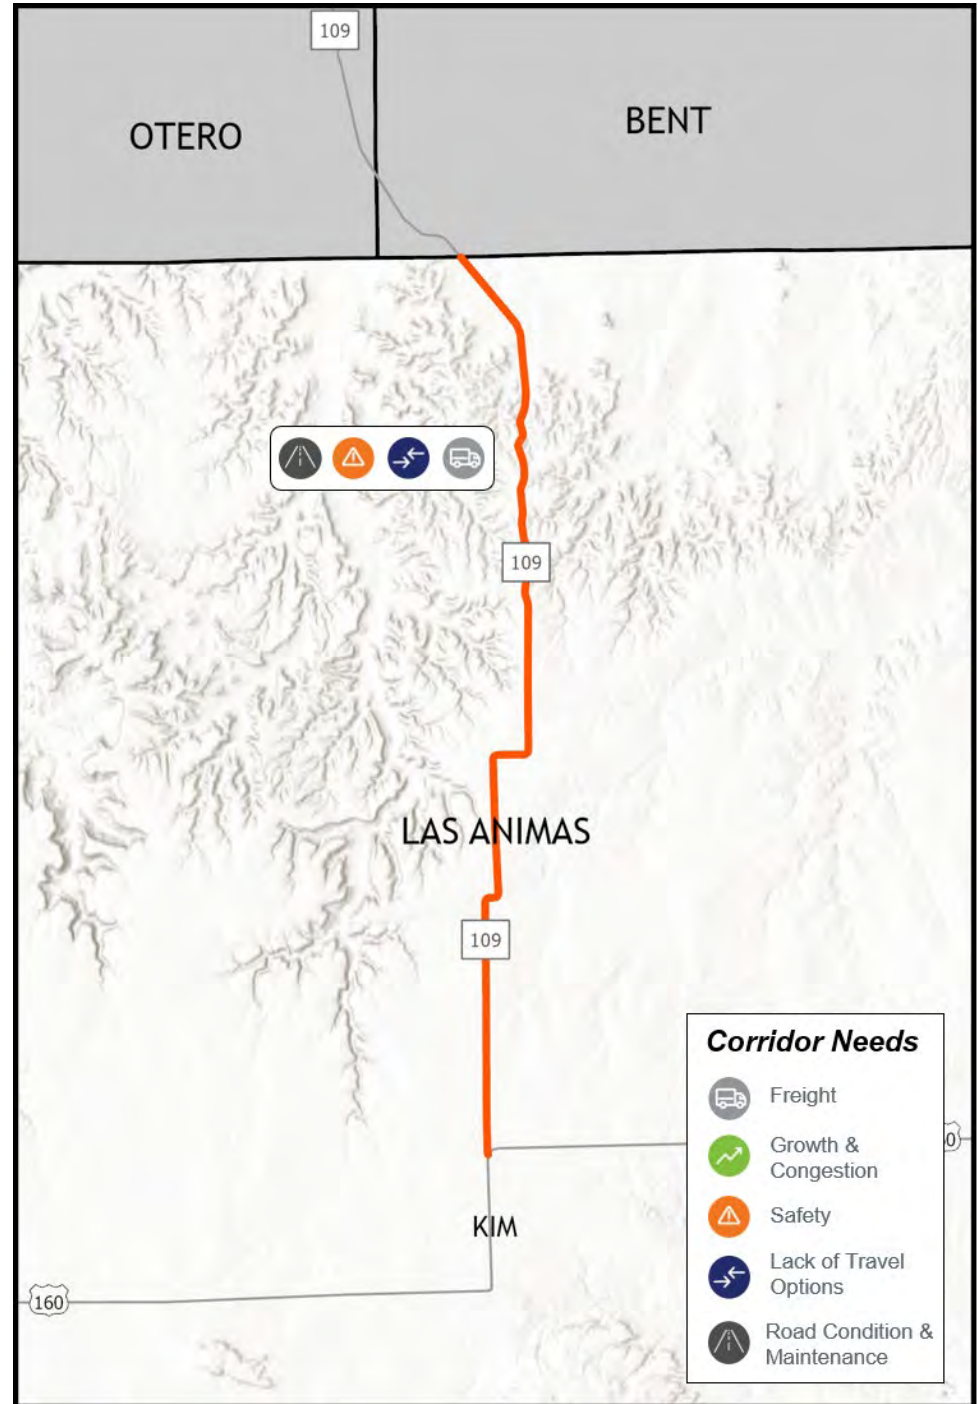 109
OTERO
BENT
109
LAS ANIMAS
109
Corridor Needs
Freight
Growth &
Congestion
Safety
Lack of Travel
Options
Road Condition &
Maintenance
KIM
160